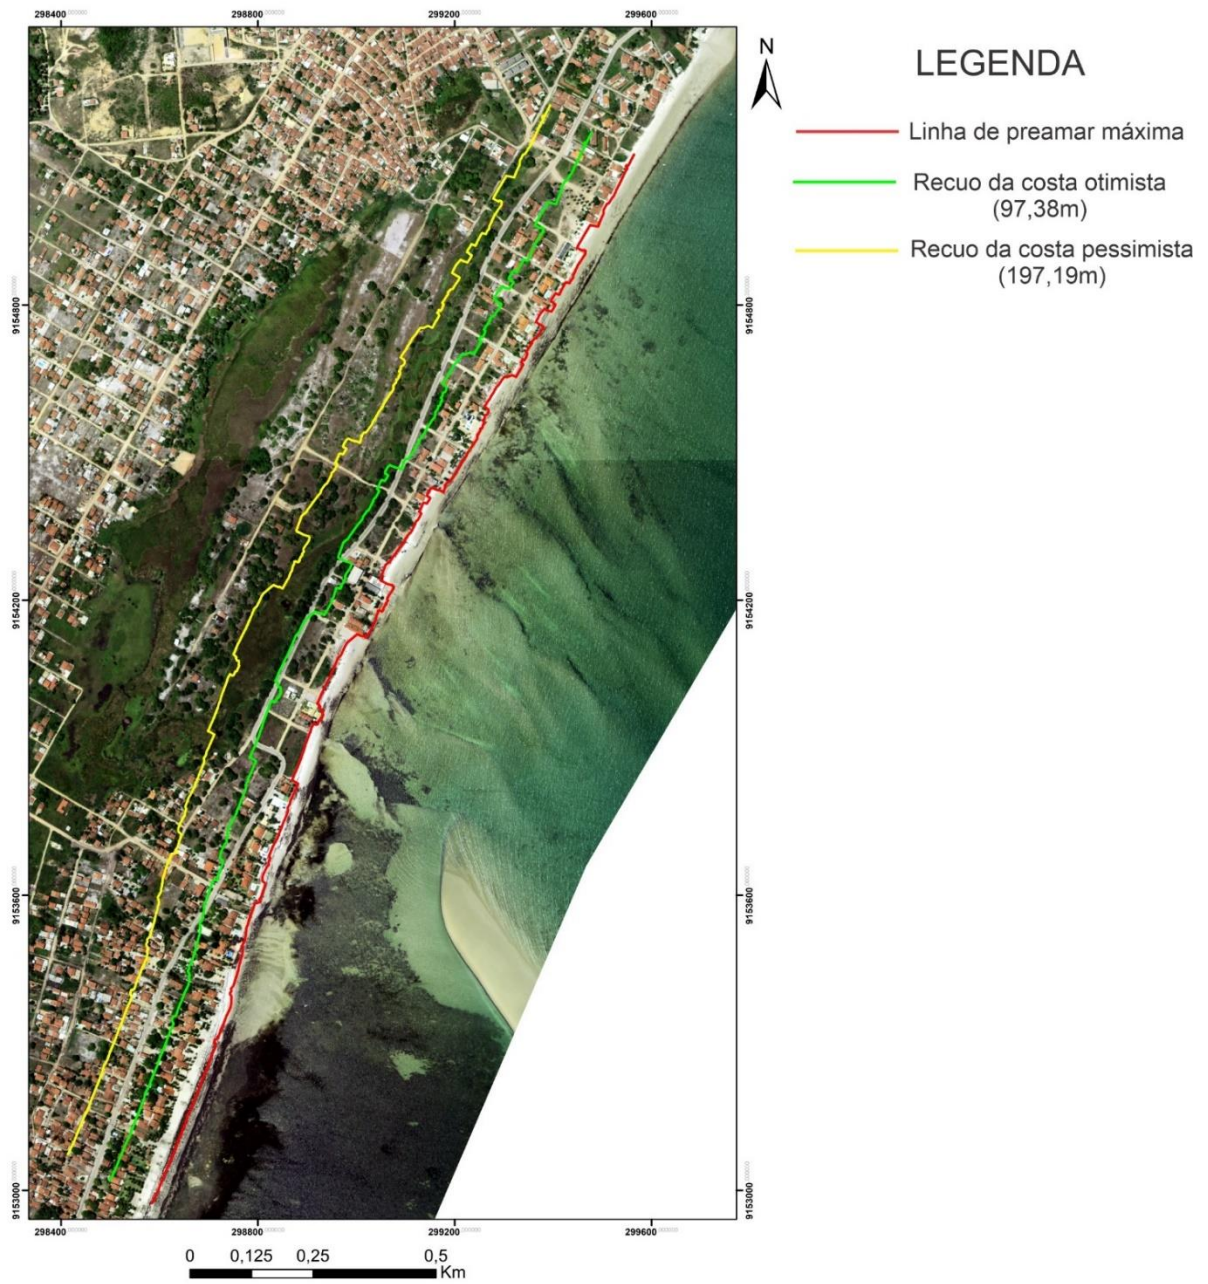 298400 298800 299200 299600
N
LEGENDA
Linha de preamar máxima
Recuo da costa otimista
(97,38m)
Recuo da costa pessimista
(197,19m)
9154800 9154800
9154200 9154200
9153600 9153600
9153000 9153000
298400 298800 299200 299600
0 0,125 0,25 0,5
Km